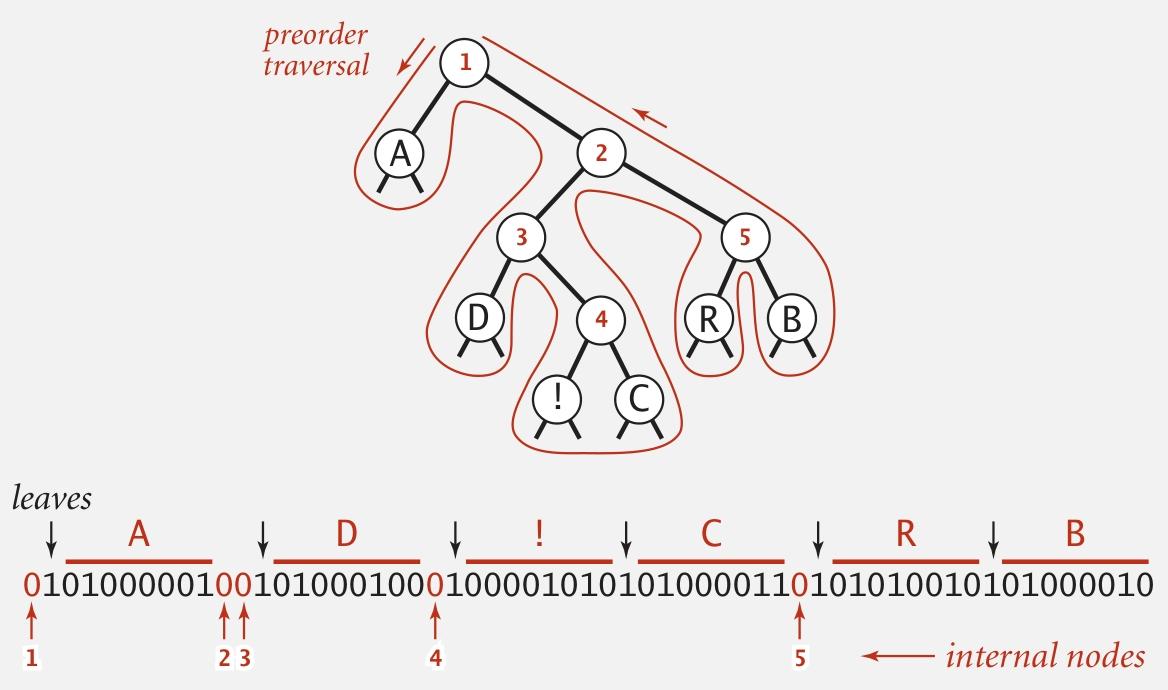 preorder
traversal
1
A
2
3
5
D
4
R
B
!
C
leaves
A D ! C R B
01010000010010100010001000010101010000110101010010101000010
1 2 3 4 5
internal nodes